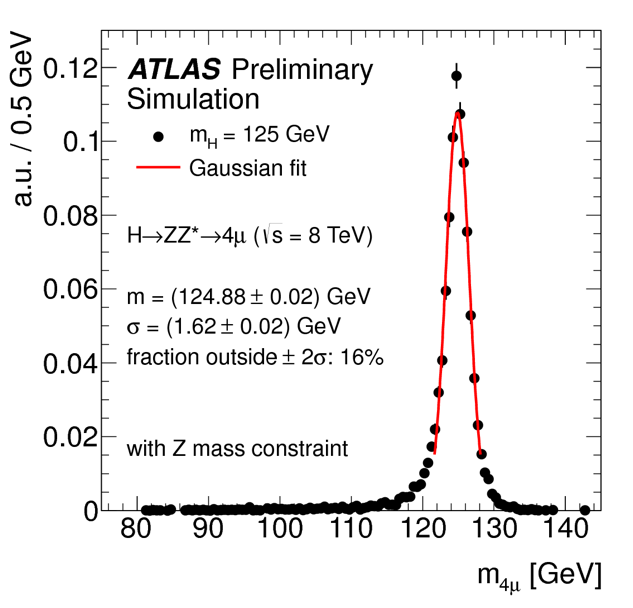 a.u. / 0.5 GeV
0.12
0.1
0.08
0.06
0.04
0.02
0
ATLAS Preliminary
Simulation
m_H = 125 GeV
Gaussian fit
H→ZZ*→4μ (√s = 8 TeV)
m = (124.88 ± 0.02) GeV
σ = (1.62 ± 0.02) GeV
fraction outside ± 2σ: 16%
with Z mass constraint
80 90 100 110 120 130 140
m_4μ [GeV]